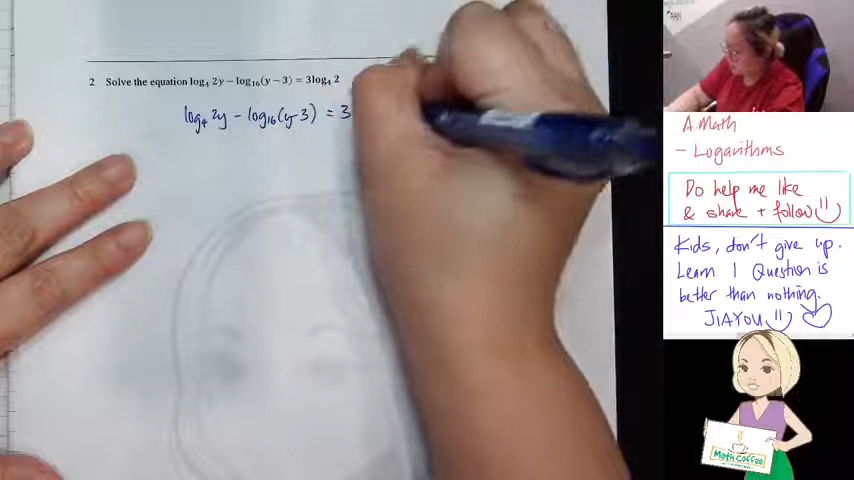 2 Solve the equation log₄ 2y − log₁₆(y − 3) = 3log₄ 2
log₄ 2y − log₁₆(y-3) = 3
A.Math
- Logarithms
Do help me like
& share + follow
Kids, don't give up.
Learn 1 Question is
better than nothing.
JIAYOU
Math Coffee